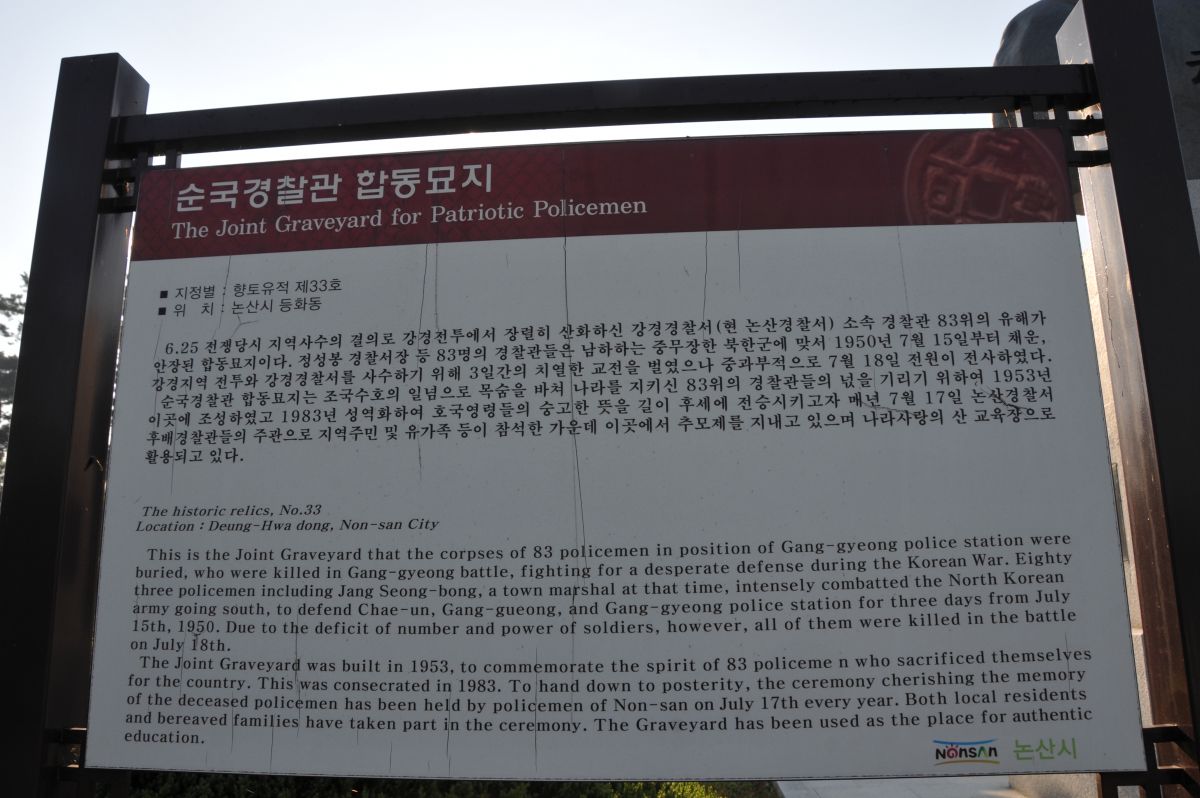 순국경찰관 합동묘지
The Joint Graveyard for Patriotic Policemen
■ 지정별 : 향토유적 제33호
■ 위 치 : 논산시 등화동
6.25 전쟁당시 지역사수의 결의로 강경전투에서 장렬히 산화하신 강경경찰서(현 논산경찰서) 소속 경찰관 83위의 유해가
안장된 합동묘지이다. 정성봉 경찰서장 등 83명의 경찰관들은 남하하는 중무장한 북한군에 맞서 1950년 7월 15일부터 채운,
강경지역 전투와 강경경찰서를 사수하기 위해 3일간의 치열한 교전을 벌였으나 중과부적으로 7월 18일 전원이 전사하였다.
순국경찰관 합동묘지는 조국수호의 일념으로 목숨을 바쳐 나라를 지키신 83위의 경찰관들의 넋을 기리기 위하여 1953년
이곳에 조성하였고 1983년 성역화하여 호국영령들의 숭고한 뜻을 길이 후세에 전승시키고자 매년 7월 17일 논산경찰서
후배경찰관들의 주관으로 지역주민 및 유가족 등이 참석한 가운데 이곳에서 추모제를 지내고 있으며 나라사랑의 산 교육장으로
활용되고 있다.
The historic relics, No.33
Location : Deung-Hwa dong, Non-san City
This is the Joint Graveyard that the corpses of 83 policemen in position of Gang-gyeong police station were
buried, who were killed in Gang-gyeong battle, fighting for a desperate defense during the Korean War. Eighty
three policemen including Jang Seong-bong, a town marshal at that time, intensely combatted the North Korean
army going south, to defend Chae-un, Gang-gueong, and Gang-gyeong police station for three days from July
15th, 1950. Due to the deficit of number and power of soldiers, however, all of them were killed in the battle
on July 18th.
The Joint Graveyard was built in 1953, to commemorate the spirit of 83 policeme n who sacrificed themselves
for the country. This was consecrated in 1983. To hand down to posterity, the ceremony cherishing the memory
of the deceased policemen has been held by policemen of Non-san on July 17th every year. Both local residents
and bereaved families have taken part in the ceremony. The Graveyard has been used as the place for authentic
education.
NONSAN 논산시